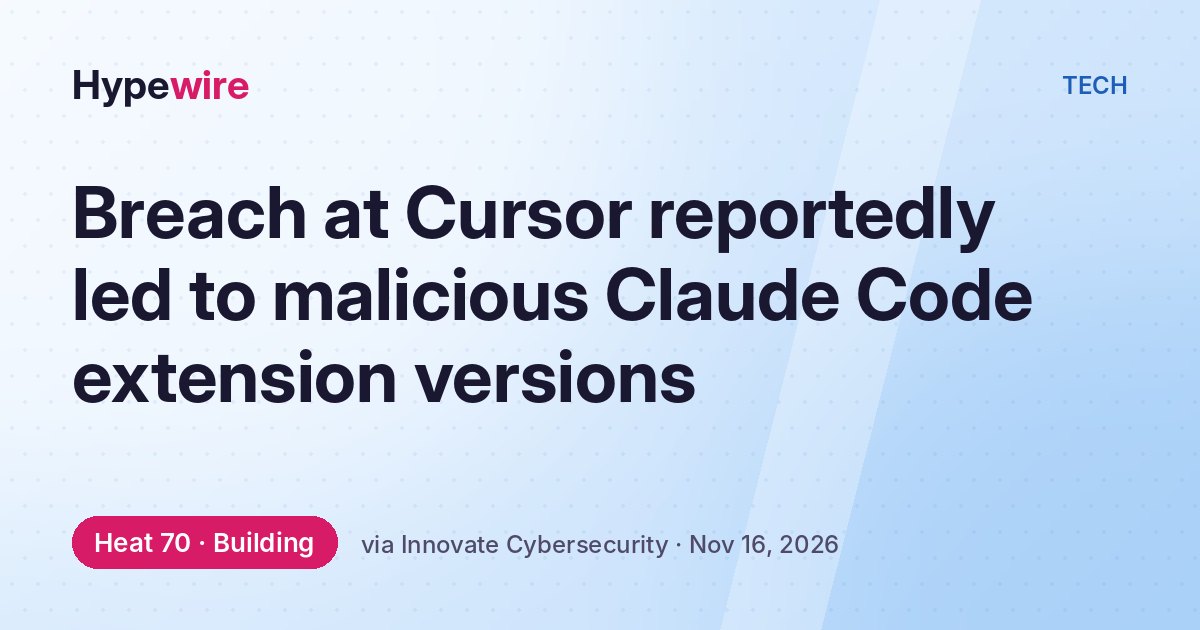 Hypewire
TECH
Breach at Cursor reportedly
led to malicious Claude Code
extension versions
Heat 70 · Building
via Innovate Cybersecurity · Nov 16, 2026